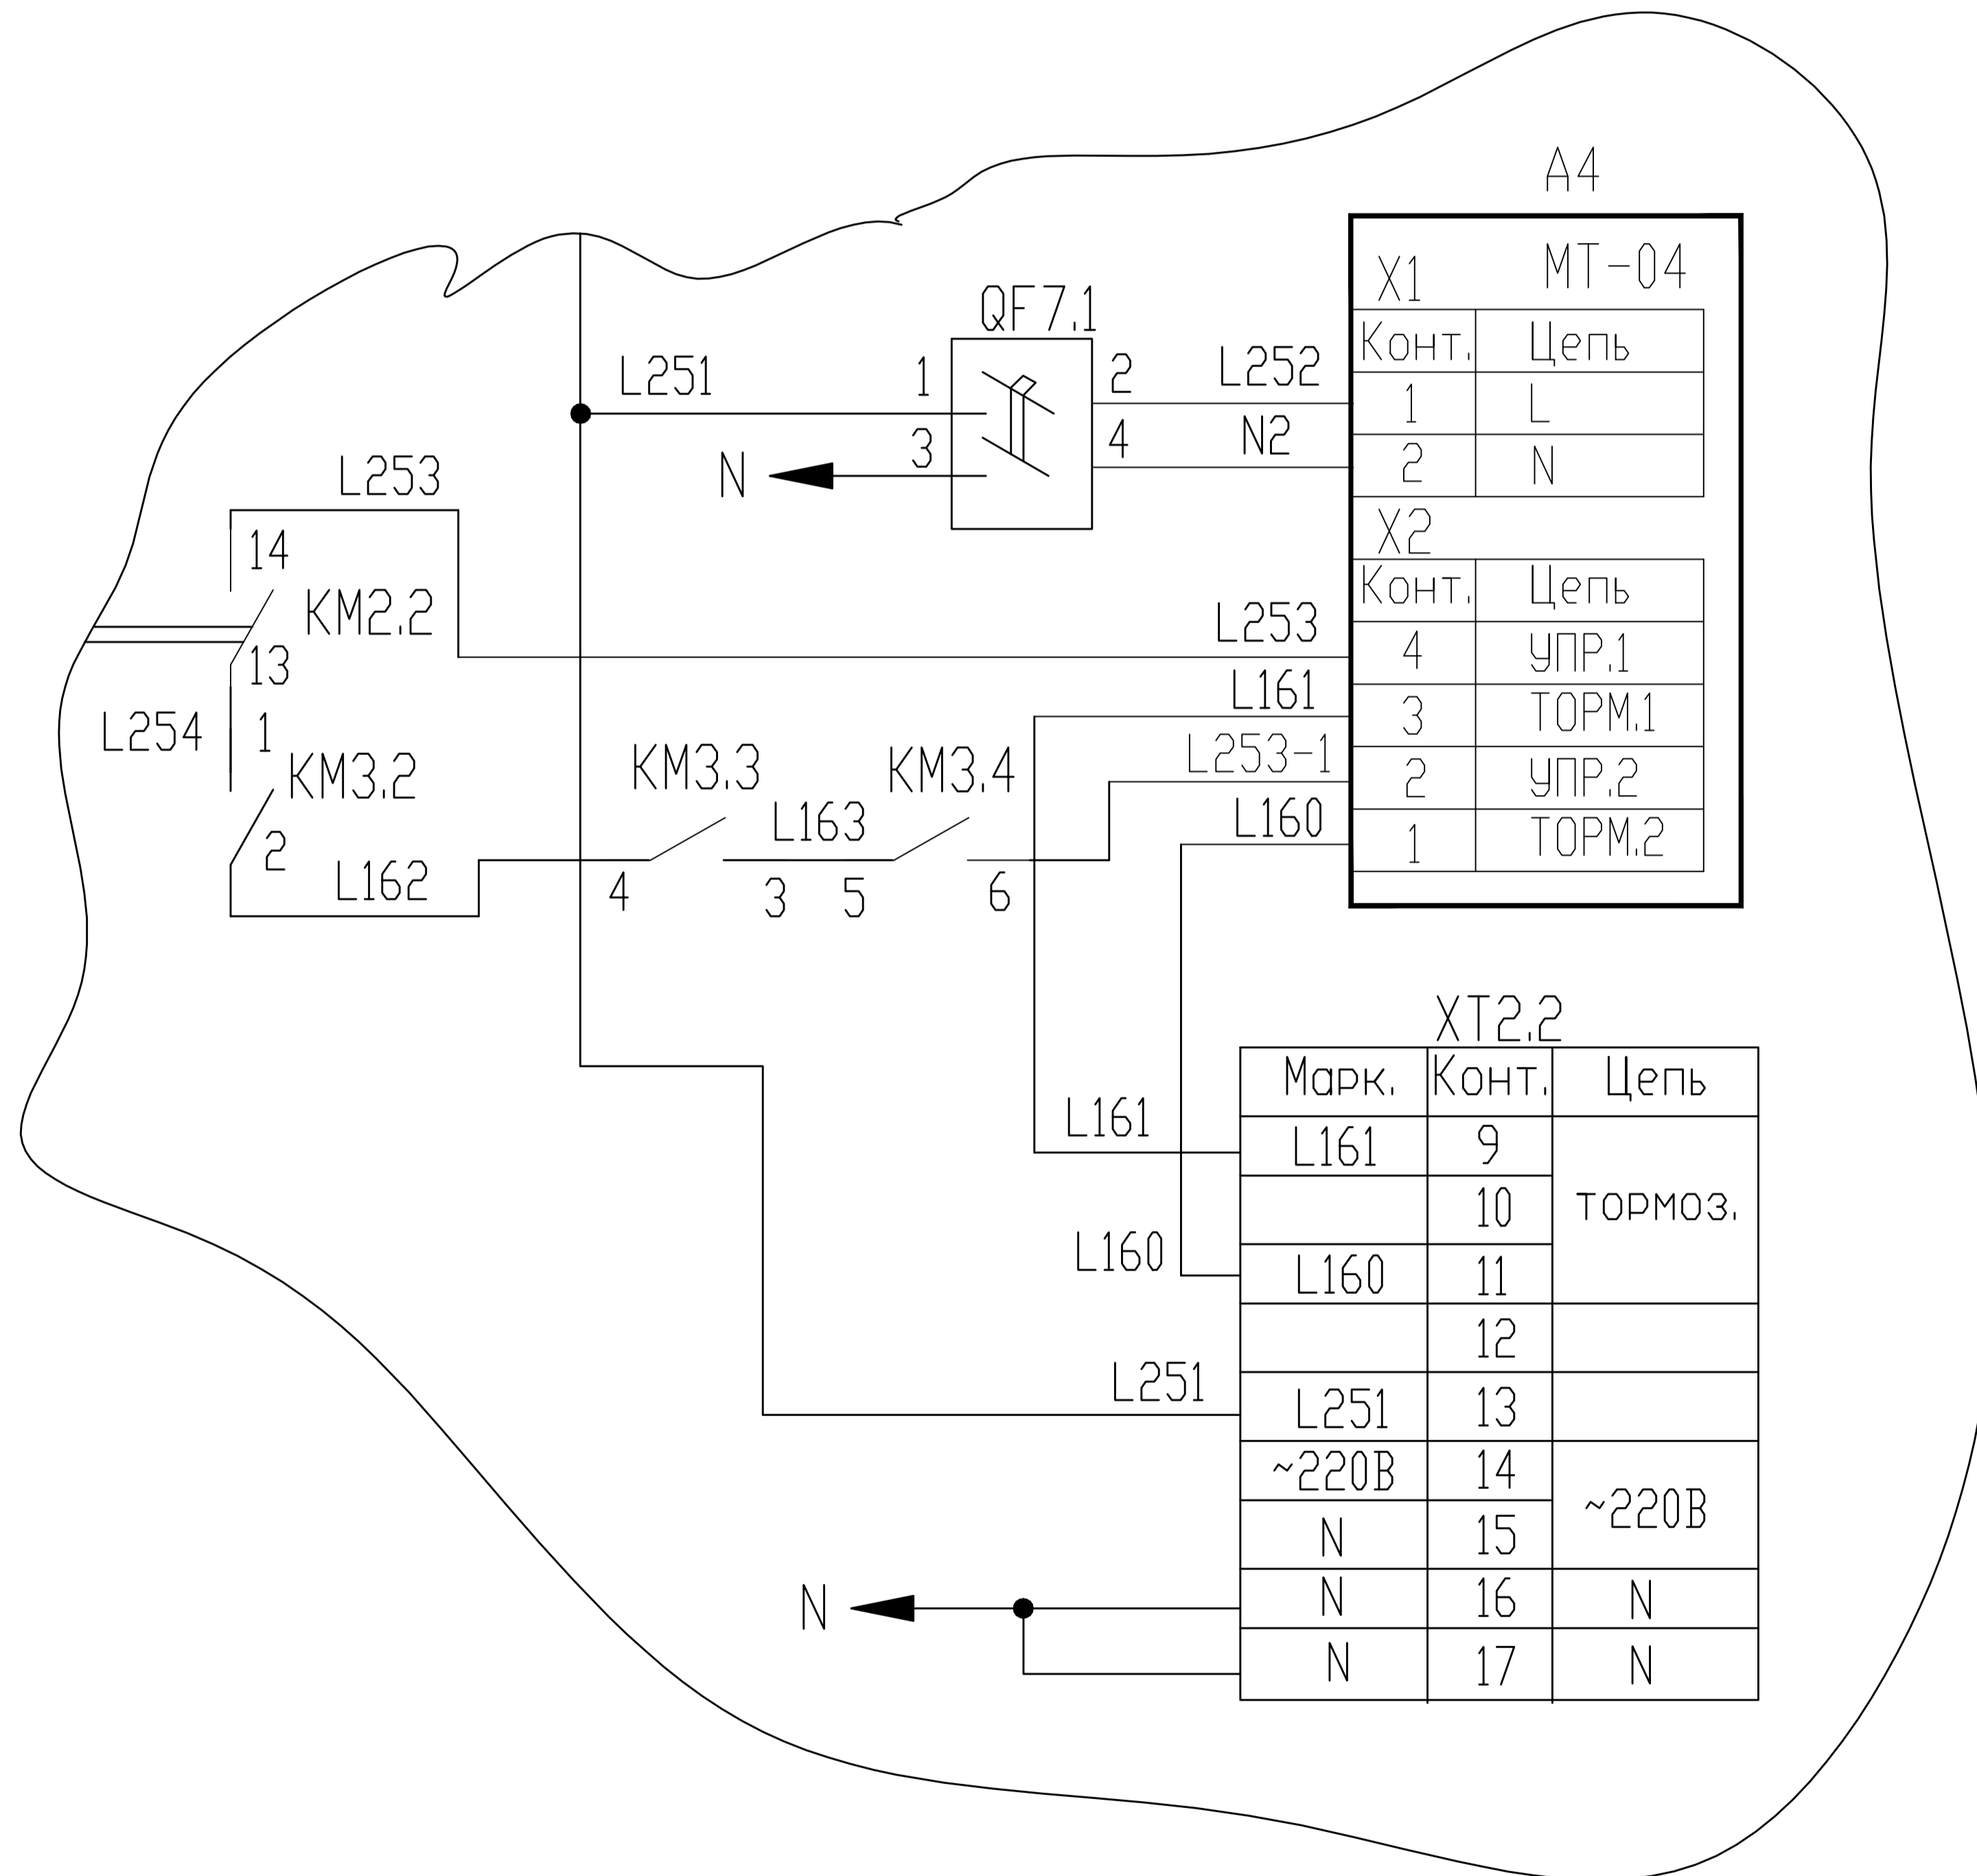 A4
X1 МТ-04
QF7.1
Конт. Цепь
L251 1 2 L252 1 L
N 3 4 N2 2 N
L253
X2
14
Конт. Цепь
KM2.2 L253 4 УПР.1
13 L161 3 ТОРМ.1
L254 1
L253-1 2 УПР.2
KM3.2 KM3.3 KM3.4
L163 L160 1 ТОРМ.2
2 L162 4 3 5 6
XT2.2
Марк. Конт. Цепь
L161 L161 9
10 ТОРМОЗ.
L160 L160 11
12
L251 L251 13
~220В 14
~220В
N 15
N N 16 N
N 17 N